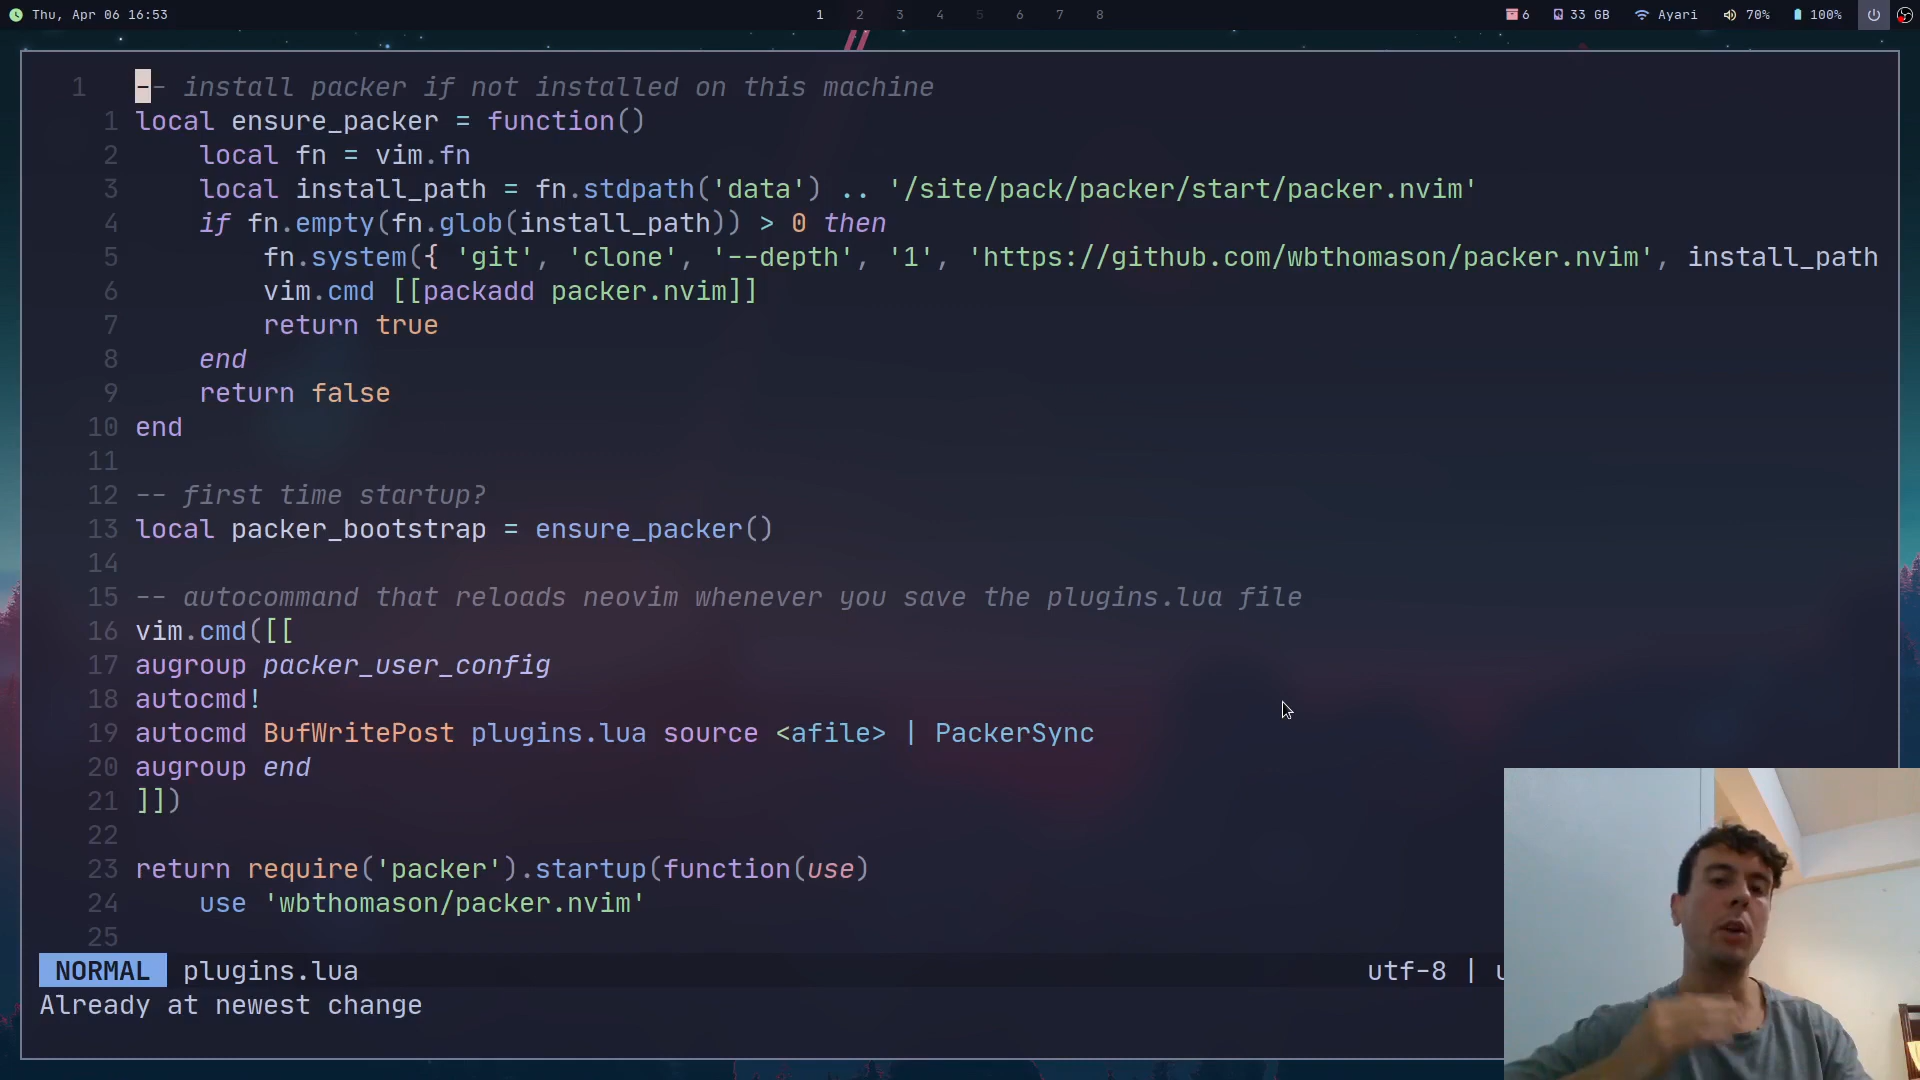 Thu, Apr 06 16:53
1 2 3 4 5 6 7 8
6 33 GB Ayari 70% 100%
1 -- install packer if not installed on this machine
1 local ensure_packer = function()
2 local fn = vim.fn
3 local install_path = fn.stdpath('data') .. '/site/pack/packer/start/packer.nvim'
4 if fn.empty(fn.glob(install_path)) > 0 then
5 fn.system({ 'git', 'clone', '--depth', '1', 'https://github.com/wbthomason/packer.nvim', install_path
6 vim.cmd [[packadd packer.nvim]]
7 return true
8 end
9 return false
10 end
11
12 -- first time startup?
13 local packer_bootstrap = ensure_packer()
14
15 -- autocommand that reloads neovim whenever you save the plugins.lua file
16 vim.cmd([[
17 augroup packer_user_config
18 autocmd!
19 autocmd BufWritePost plugins.lua source <afile> | PackerSync
20 augroup end
21 ]])
22
23 return require('packer').startup(function(use)
24 use 'wbthomason/packer.nvim'
25
NORMAL plugins.lua utf-8 |
Already at newest change